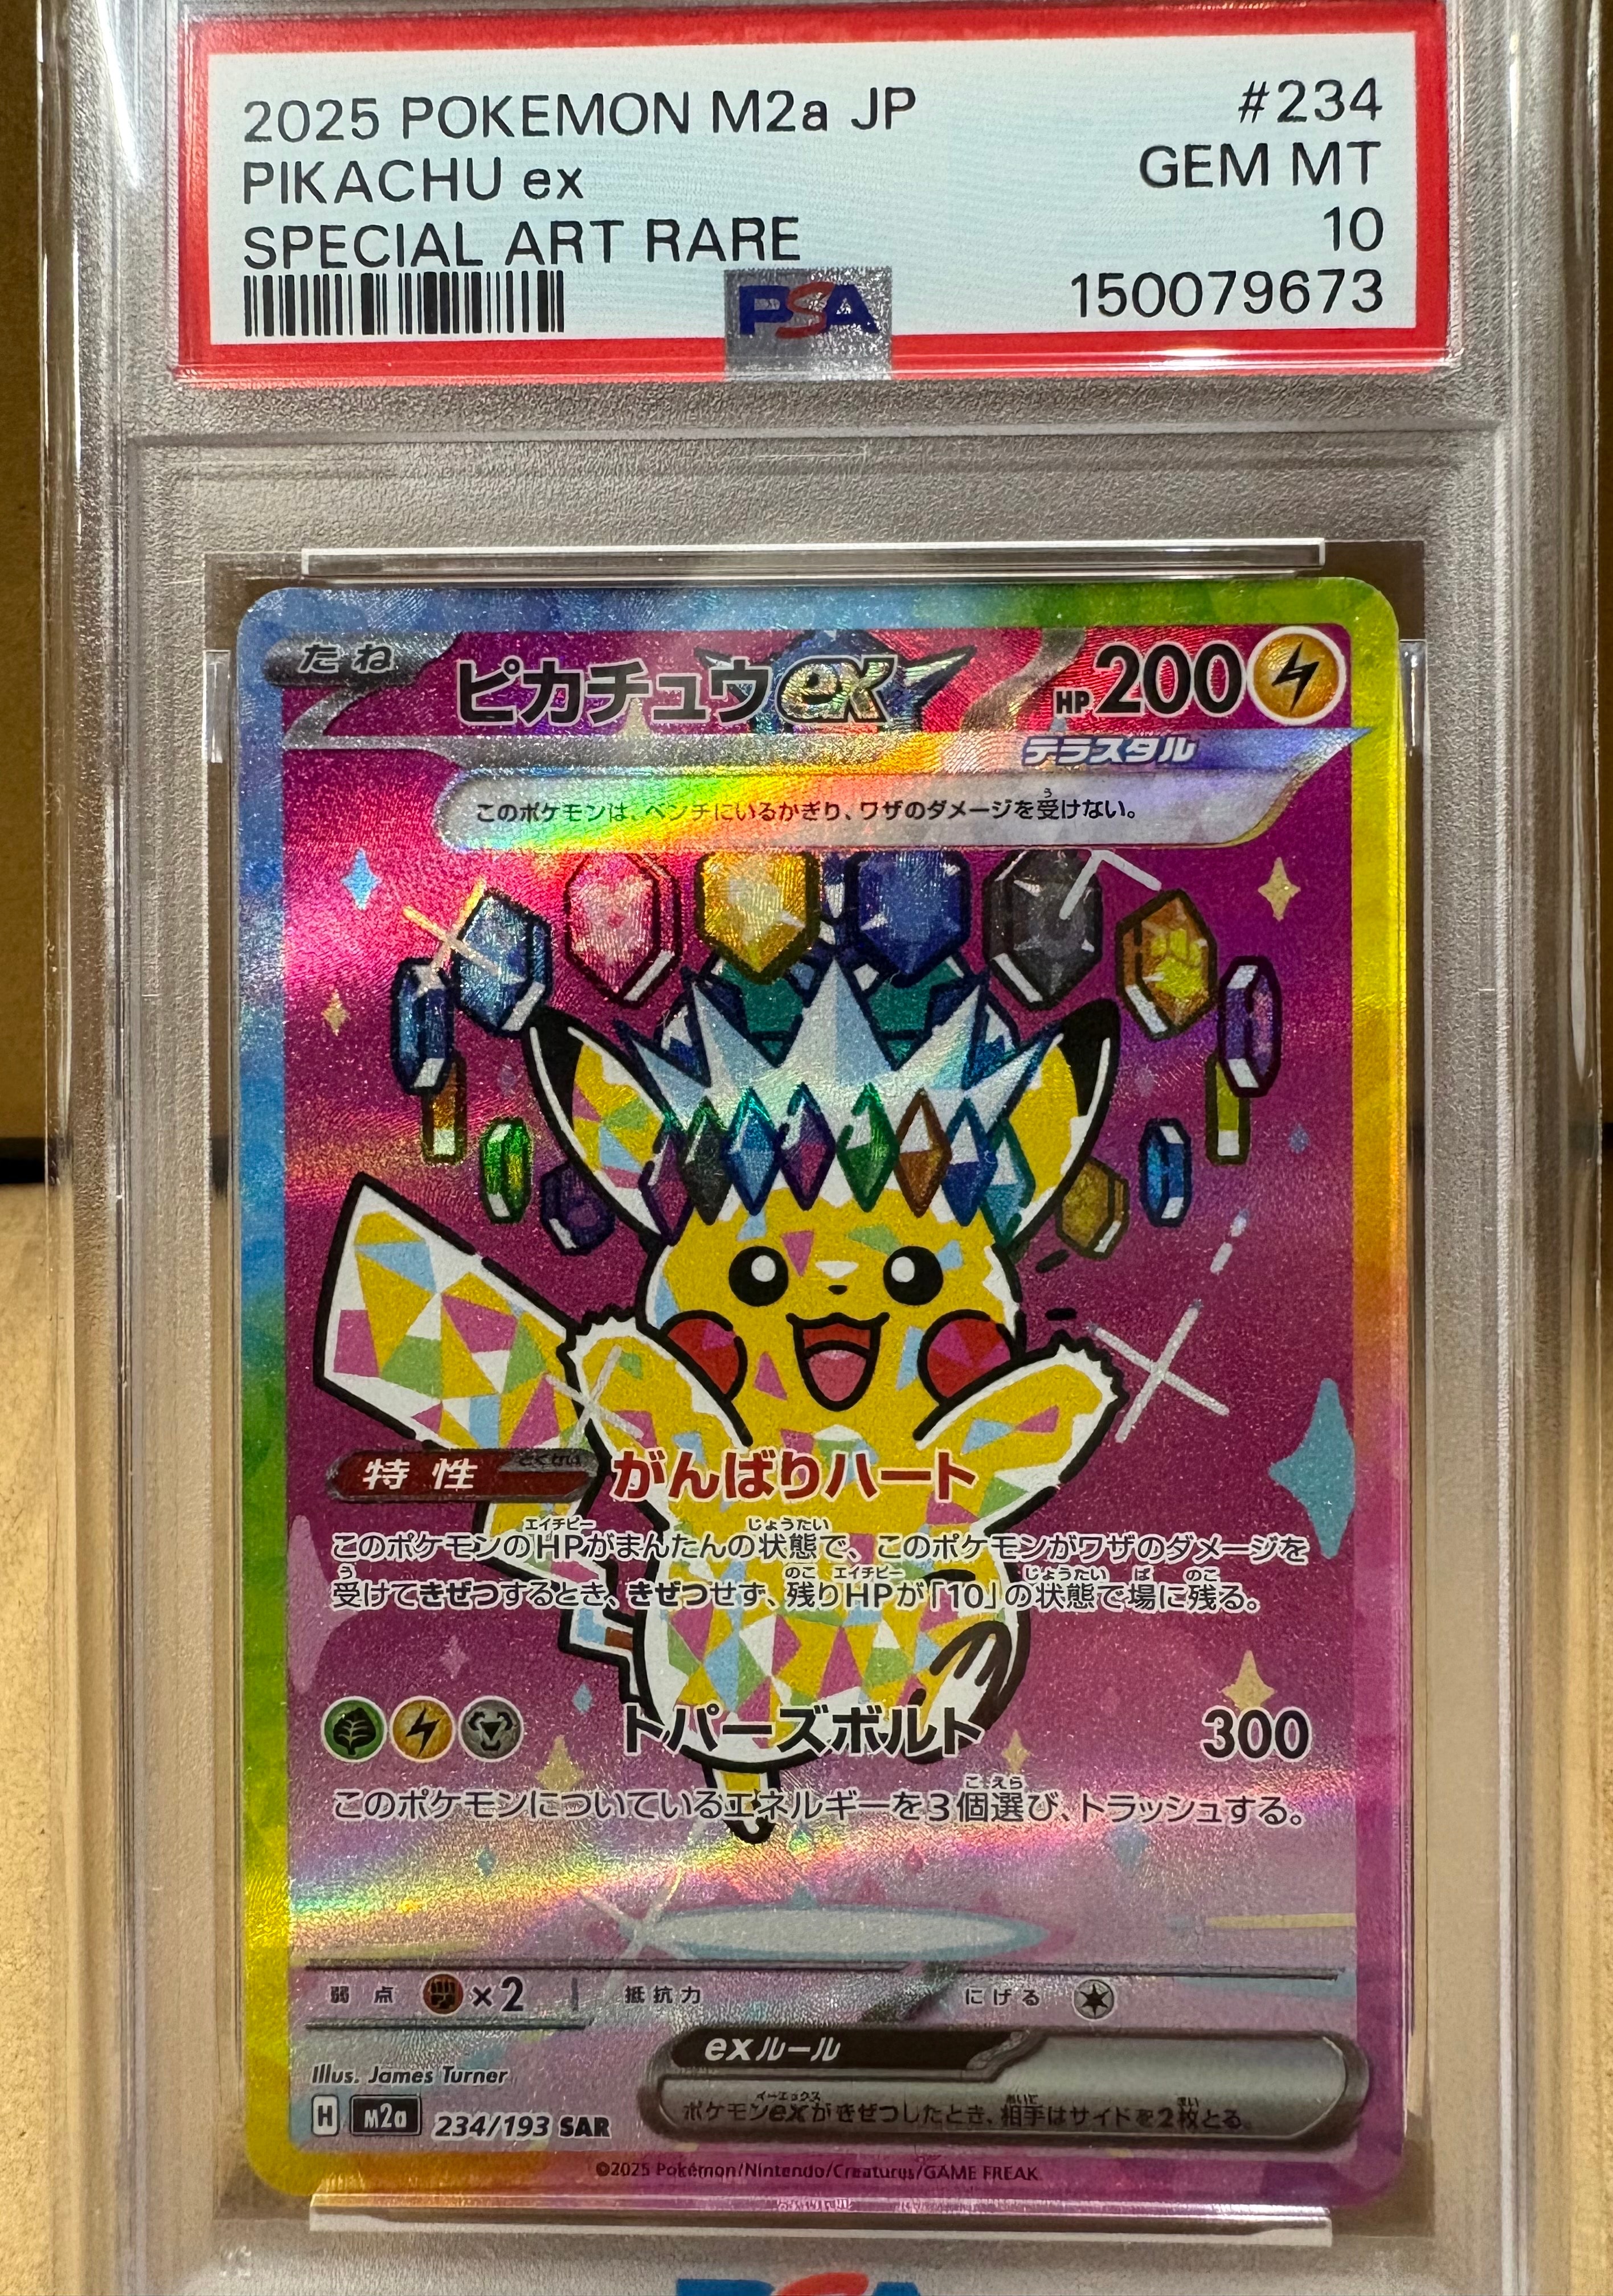 2025 POKEMON M2a JP #234
PIKACHU ex GEM MT
SPECIAL ART RARE 10
PSA 150079673
たね ピカチュウex HP200
テラスタル
このポケモンは、ベンチにいるかぎり、ワザのダメージを受けない。
特性 がんばりハート
このポケモンのHPがまんたんの状態で、このポケモンがワザのダメージを
受けてきぜつするとき、きぜつせず、残りHPが「10」の状態で場に残る。
トパーズボルト 300
このポケモンについているエネルギーを3個選び、トラッシュする。
弱点 ×2 抵抗力 にげる
exルール
ポケモンexがきぜつしたとき、相手はサイドを2枚とる。
Illus. James Turner
H m2a 234/193 SAR
©2025 Pokémon/Nintendo/Creatures/GAME FREAK
PSA